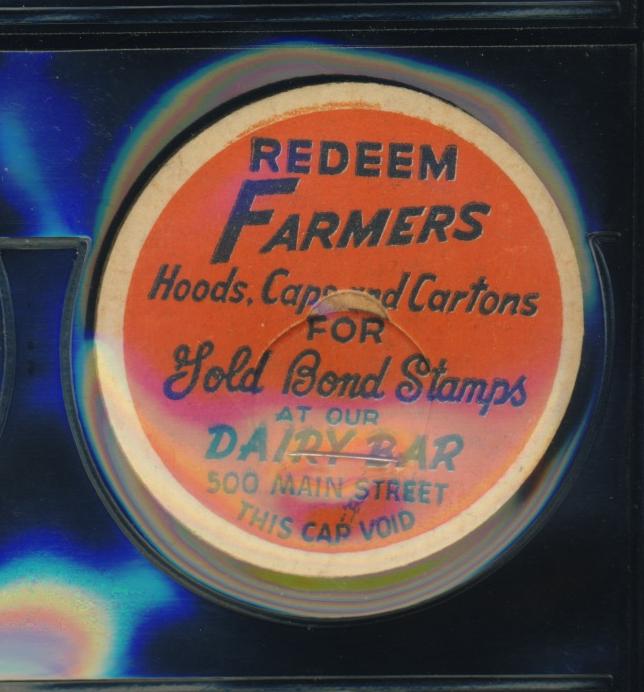 REDEEM
FARMERS
Hoods, Caps and Cartons
FOR
Gold Bond Stamps
AT OUR
DAIRY BAR
500 MAIN STREET
THIS CAP VOID